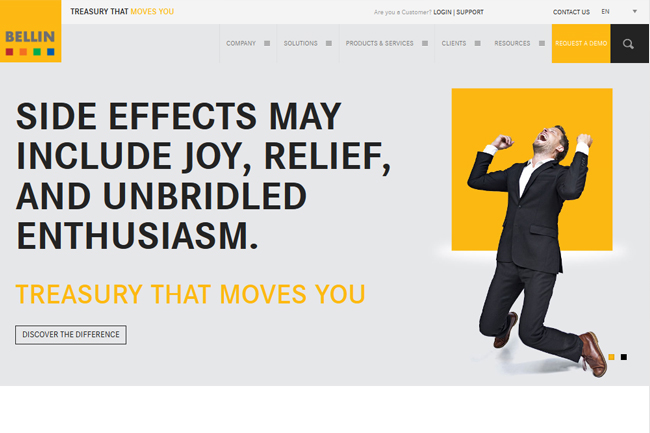 BELLIN
TREASURY THAT MOVES YOU
Are you a Customer? LOGIN | SUPPORT
CONTACT US
EN
COMPANY
SOLUTIONS
PRODUCTS & SERVICES
CLIENTS
RESOURCES
REQUEST A DEMO
SIDE EFFECTS MAY
INCLUDE JOY, RELIEF,
AND UNBRIDLED
ENTHUSIASM.
TREASURY THAT MOVES YOU
DISCOVER THE DIFFERENCE